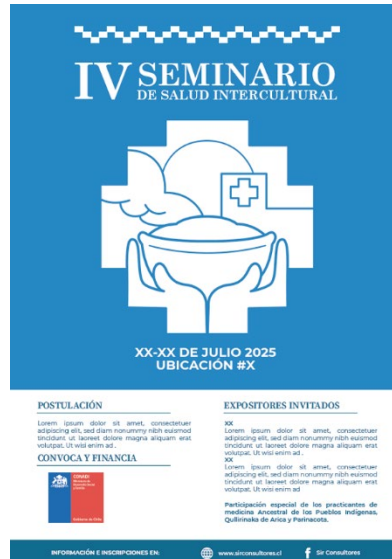 IV SEMINARIO
DE SALUD INTERCULTURAL
XX-XX DE JULIO 2025
UBICACIÓN #X
POSTULACIÓN
Lorem ipsum dolor sit amet, consectetuer
adipiscing elit, sed diam nonummy nibh euismod
tincidunt ut laoreet dolore magna aliquam erat
volutpat. Ut wisi enim ad .
CONVOCA Y FINANCIA
CONADI
Gobierno de Chile
EXPOSITORES INVITADOS
XX
Lorem ipsum dolor sit amet, consectetuer
adipiscing elit, sed diam nonummy nibh euismod
tincidunt ut laoreet dolore magna aliquam erat
volutpat. Ut wisi enim ad .
XX
Lorem ipsum dolor sit amet, consectetuer
adipiscing elit, sed diam nonummy nibh euismod
tincidunt ut laoreet dolore magna aliquam erat
volutpat. Ut wisi enim ad
Participación especial de los practicantes de
medicina Ancestral de los Pueblos Indígenas,
Qullirinaka de Arica y Parinacota.
INFORMACIÓN E INSCRIPCIONES EN:
www.sirconsultores.cl
Sir Consultores